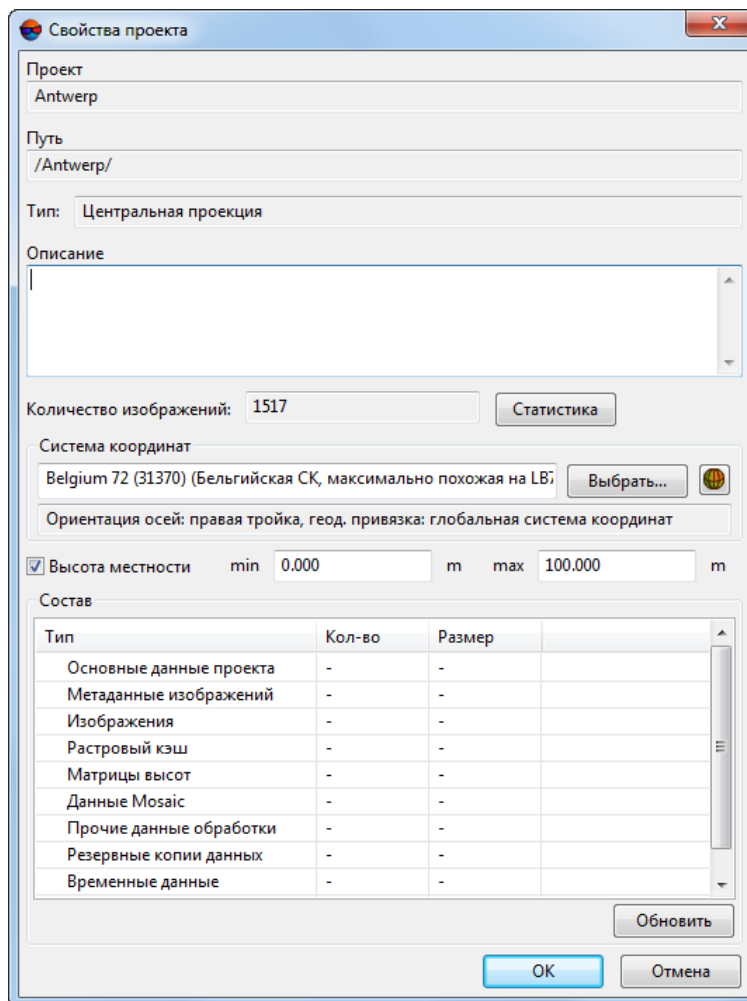 Свойства проекта
Проект
Antwerp
Путь
/Antwerp/
Тип: Центральная проекция
Описание
Количество изображений: 1517 Статистика
Система координат
Belgium 72 (31370) (Бельгийская СК, максимально похожая на LB7 Выбрать...
Ориентация осей: правая тройка, геод. привязка: глобальная система координат
Высота местности min 0.000 m max 100.000 m
Состав
Тип Кол-во Размер
Основные данные проекта - -
Метаданные изображений - -
Изображения - -
Растровый кэш - -
Матрицы высот - -
Данные Mosaic - -
Прочие данные обработки - -
Резервные копии данных - -
Временные данные - -
Обновить
OK Отмена